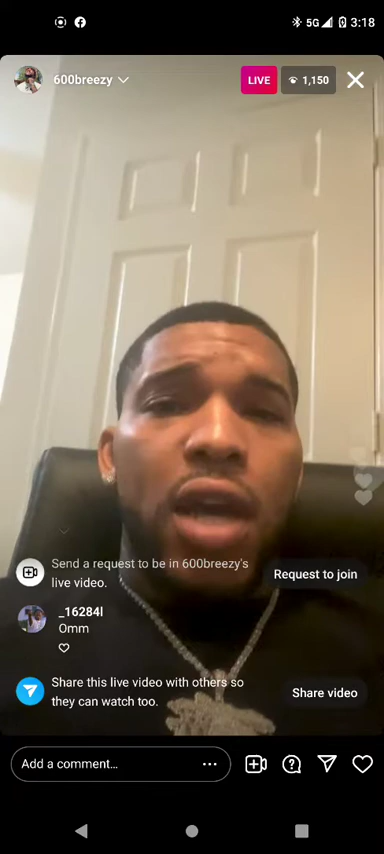 5G 3:18
600breezy
LIVE
1,150
Send a request to be in 600breezy's
live video.
Request to join
_16284l
Omm
Share this live video with others so
they can watch too.
Share video
Add a comment...